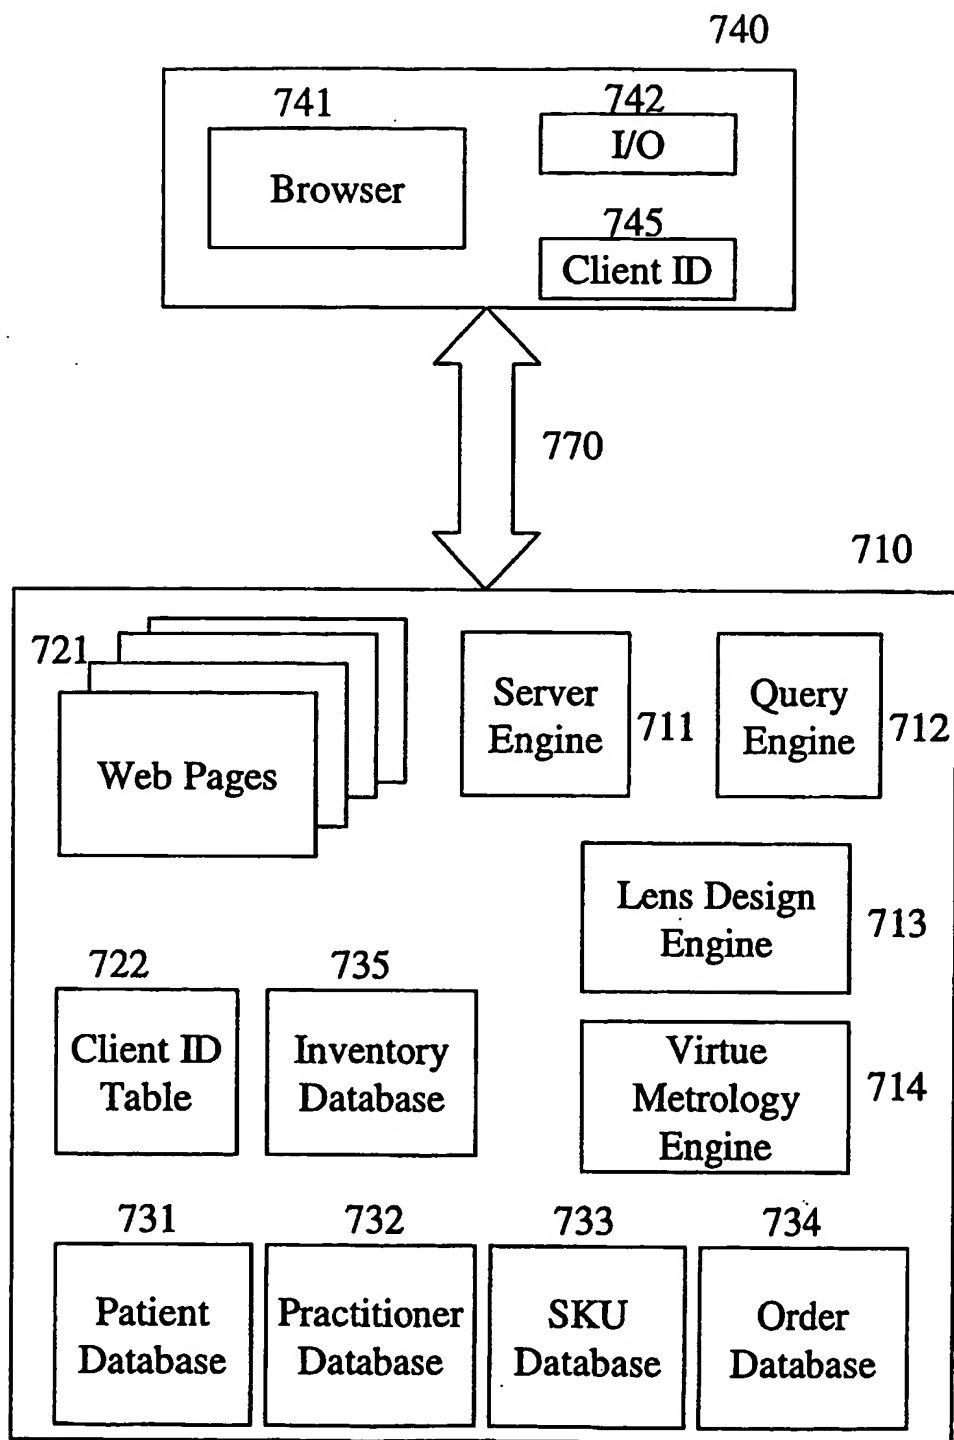 740
741
742
Browser
I/O
745
Client ID
770
710
721
Web Pages
Server
Engine
711
Query
Engine
712
Lens Design
Engine
713
722
735
Client ID
Table
Inventory
Database
Virtue
Metrology
Engine
714
731
732
733
734
Patient
Database
Practitioner
Database
SKU
Database
Order
Database